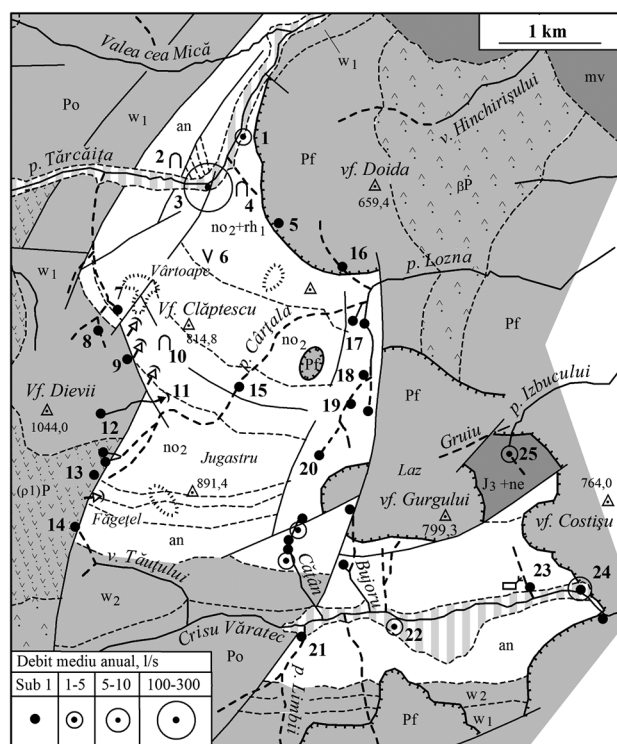 1 km
Valea cea Mică
w1
mv
Po
w1
an
v. Hinchirişului
p. Tărcăiţa
2
1
Pf
vf. Doida
659,4
βP
3
4
no2+rh1
5
V 6
16
w1
p. Lozna
Vârtoape
Vf. Clăptescu
814,8
p. Cârtala
Pf
8
17
9
10
no2
Pf
18
Pf
p. Izbucului
Vf. Dievii
1044,0
11
15
19
12
Gruiu
no2
20
25
13
Jugastru
Laz
J3 +ne
764,0
(ρ1)P
891,4
vf. Gurgului
799,3
vf. Costişu
14
Făgeţel
an
v. Tăuţului
Căţân
Bujoru
23
24
w2
Crisu Văratec
22
an
Po
21
p. Limbii
w2
Pf
w1
Pf
Debit mediu anual, l/s
Sub 1 1-5 5-10 100-300